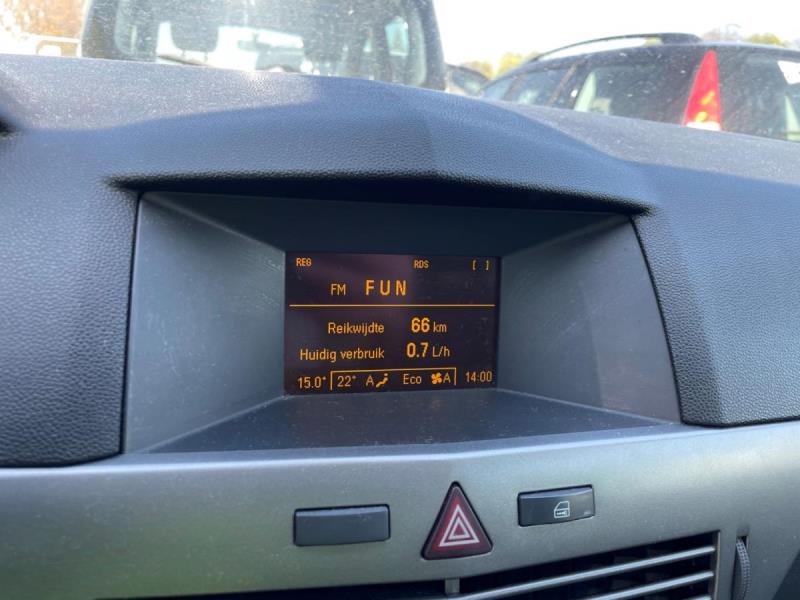 REG RDS [ ]
FM FUN
Reikwijdte 66 km
Huidig verbruik 0.7 L/h
15.0° 22° A Eco A 14:00